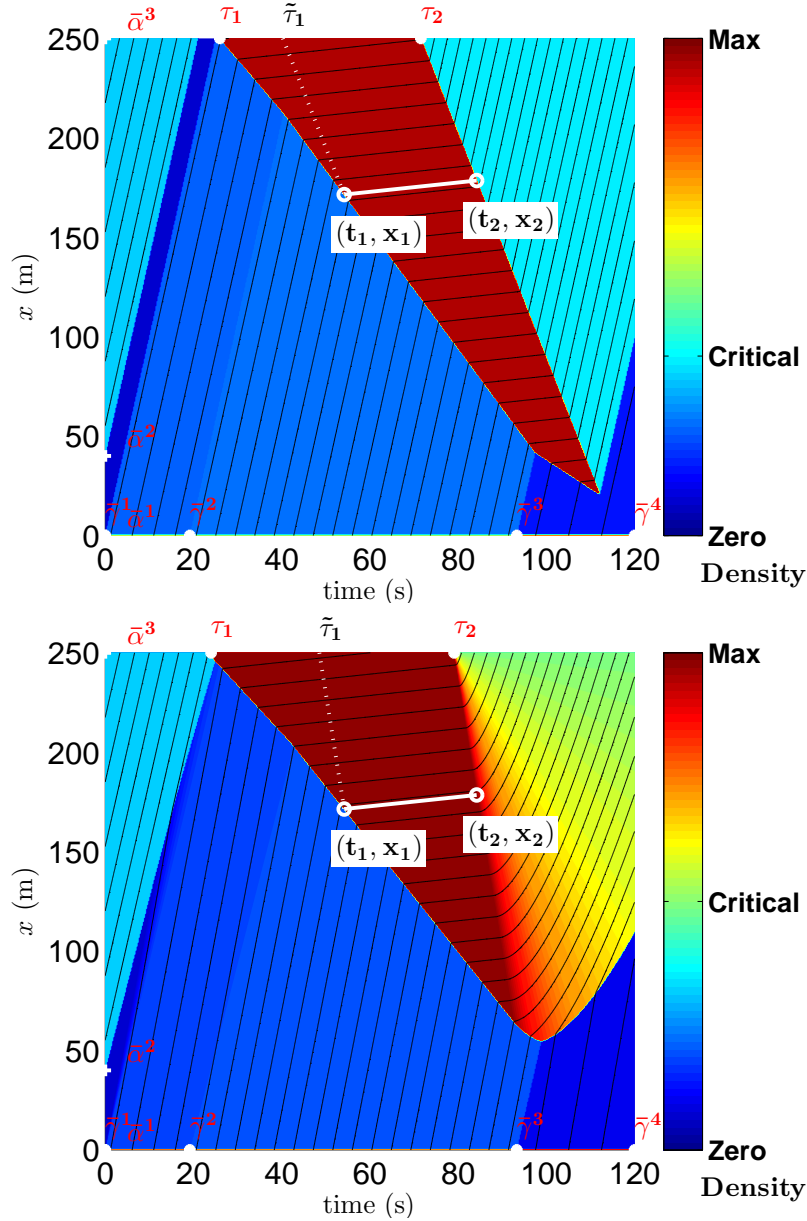 ᾱ³ τ₁ τ̃₁ τ₂
250 Max
200
(t₁, x₁) (t₂, x₂)
150
x (m)
100 Critical
50 ᾱ²
γ̄¹ ᾱ¹ γ̄² γ̄³ γ̄⁴
0 Zero
0 20 40 60 80 100 120 Density
time (s)
ᾱ³ τ₁ τ̃₁ τ₂
250 Max
200
(t₁, x₁) (t₂, x₂)
150
x (m)
Critical
100
50 ᾱ²
γ̄¹ ᾱ¹ γ̄² γ̄³ γ̄⁴
0 Zero
0 20 40 60 80 100 120 Density
time (s)